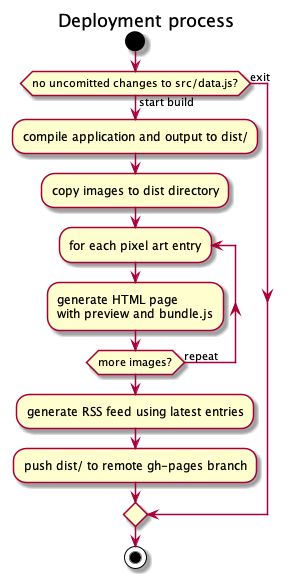 Deployment process
no uncomitted changes to src/data.js?
exit
start build
compile application and output to dist/
copy images to dist directory
for each pixel art entry
generate HTML page
with preview and bundle.js
more images?
repeat
generate RSS feed using latest entries
push dist/ to remote gh-pages branch